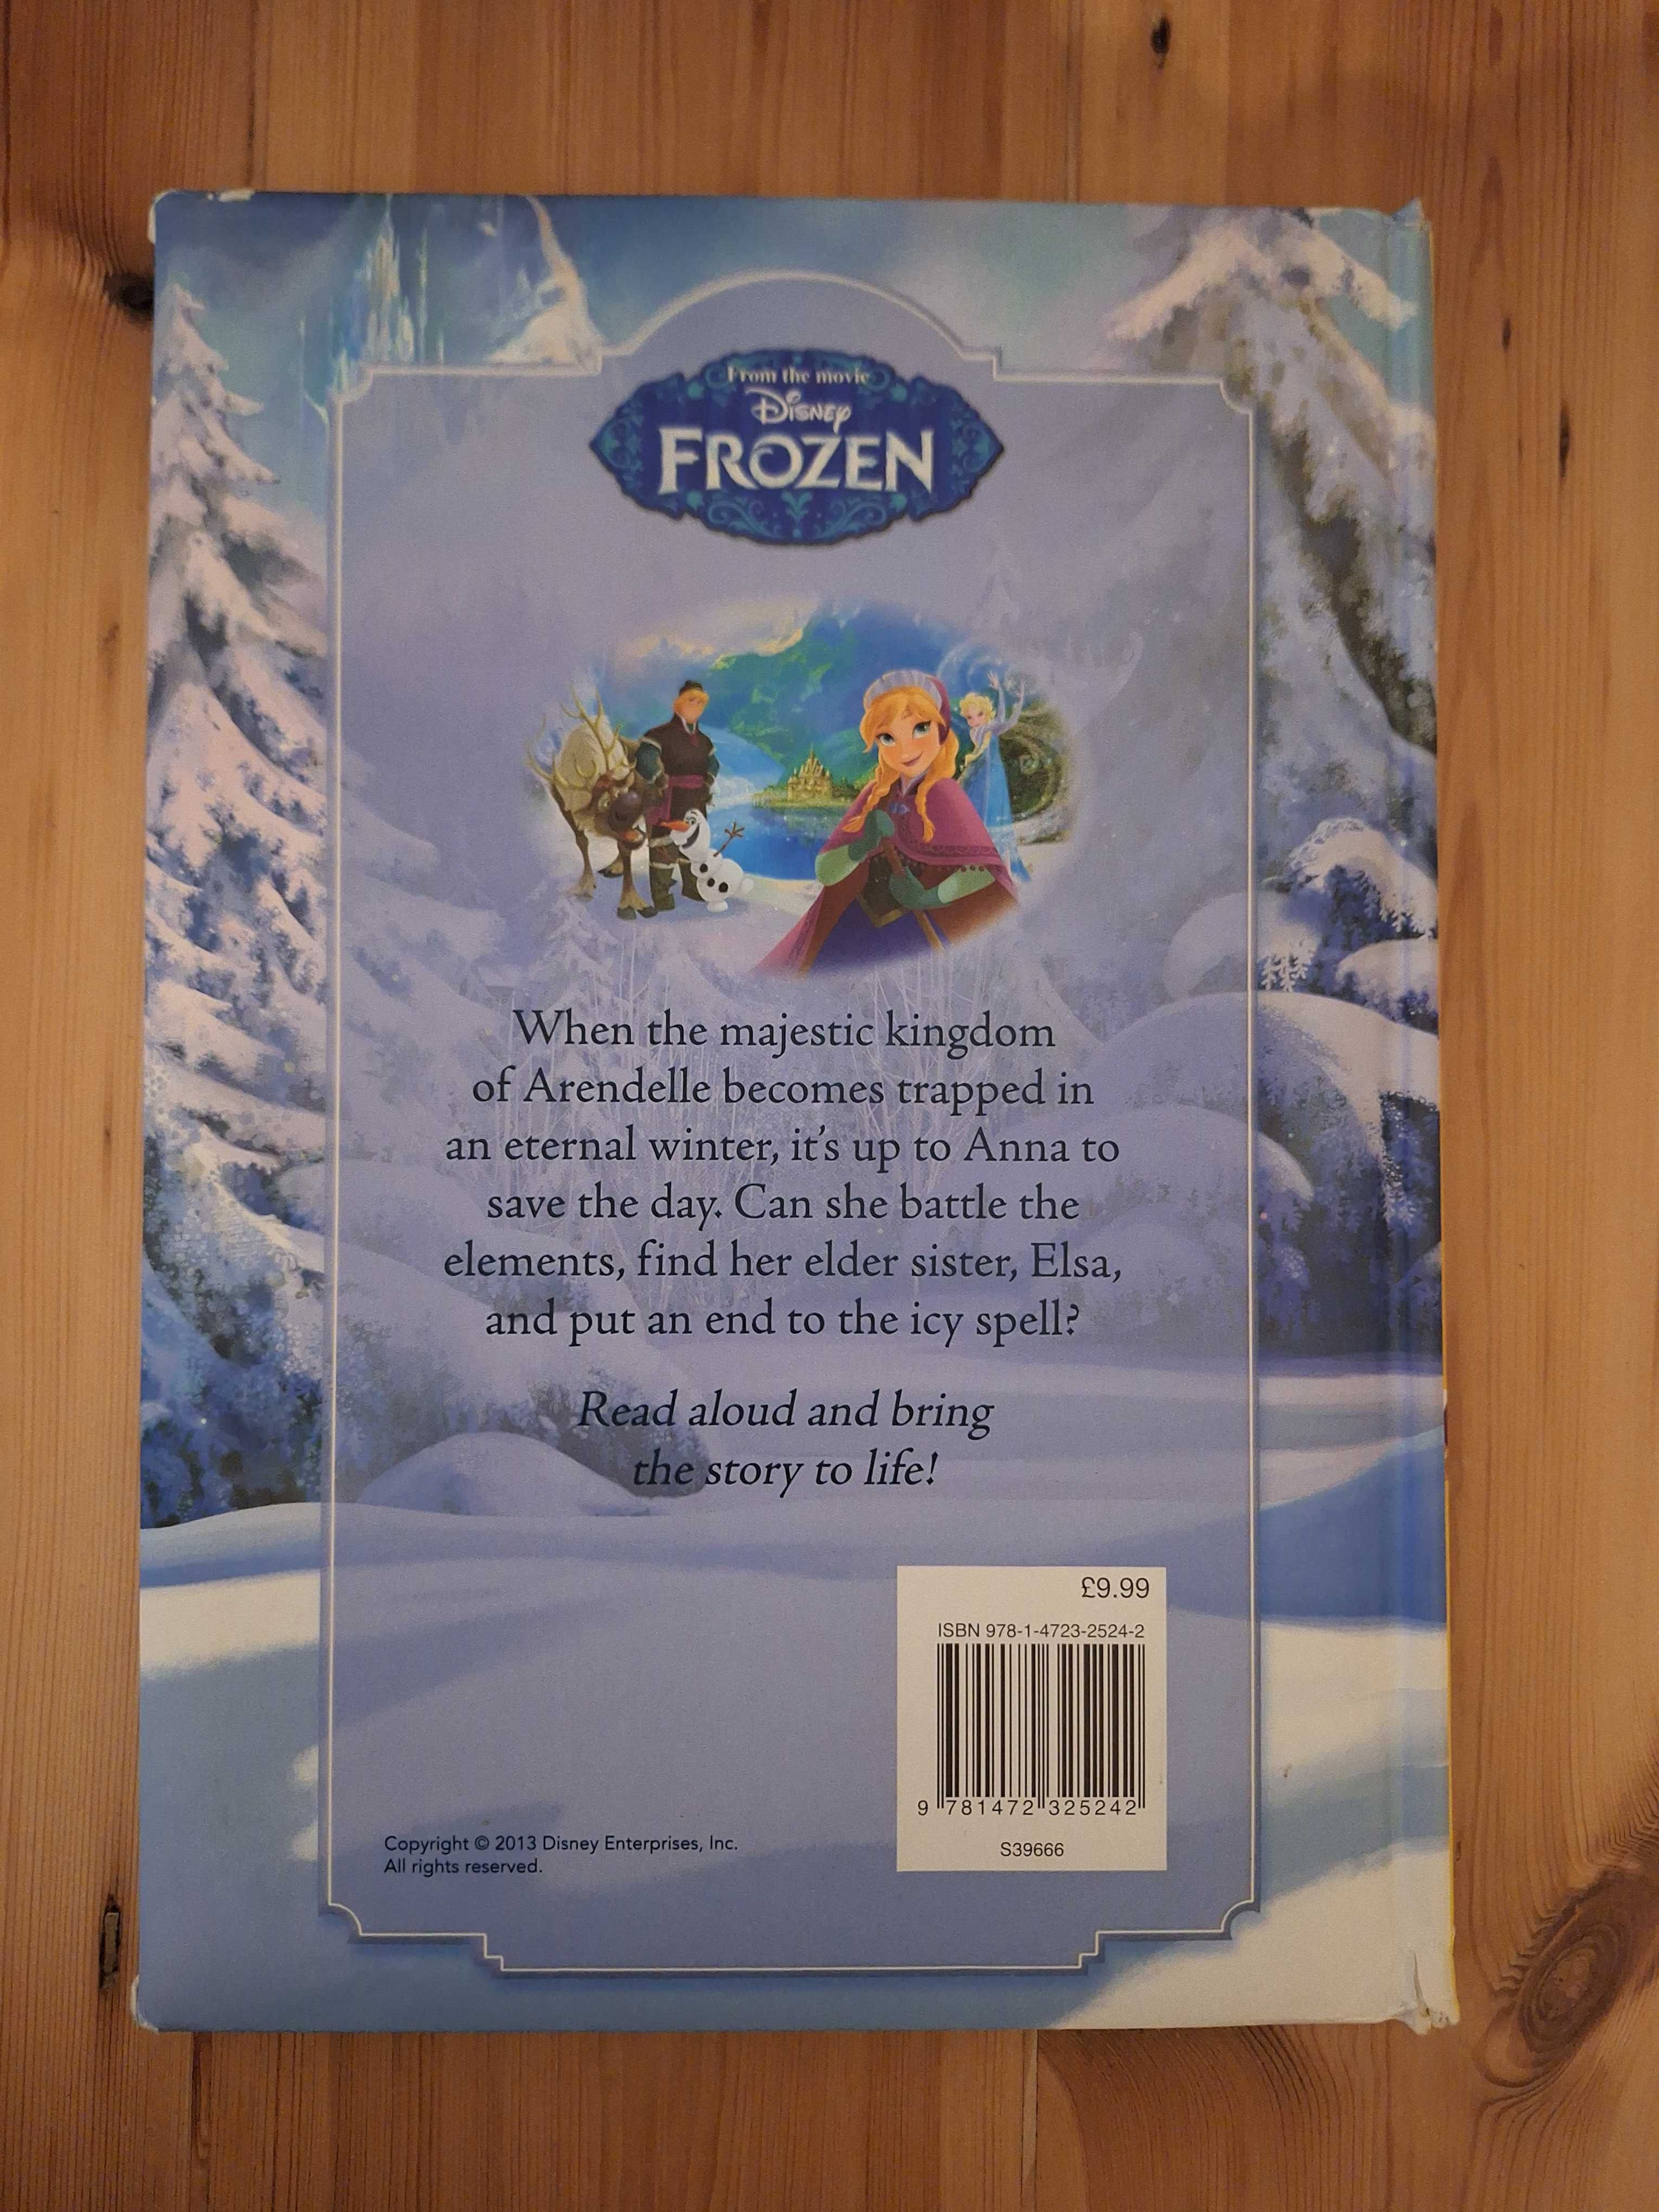 From the movie
Disney
FROZEN
When the majestic kingdom
of Arendelle becomes trapped in
an eternal winter, it's up to Anna to
save the day. Can she battle the
elements, find her elder sister, Elsa,
and put an end to the icy spell?
Read aloud and bring
the story to life!
£9.99
ISBN 978-1-4723-2524-2
9 781472 325242
S39666
Copyright © 2013 Disney Enterprises, Inc.
All rights reserved.